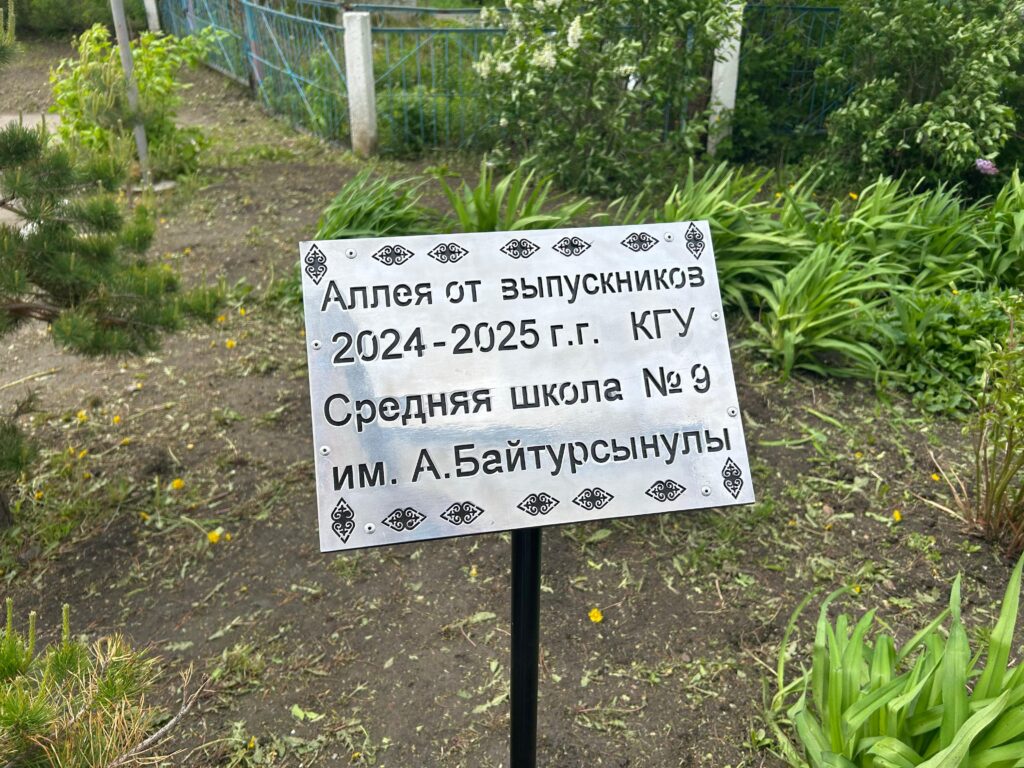 Аллея от выпускников
2024-2025 г.г. КГУ
Средняя школа № 9
им. А.Байтурсынулы